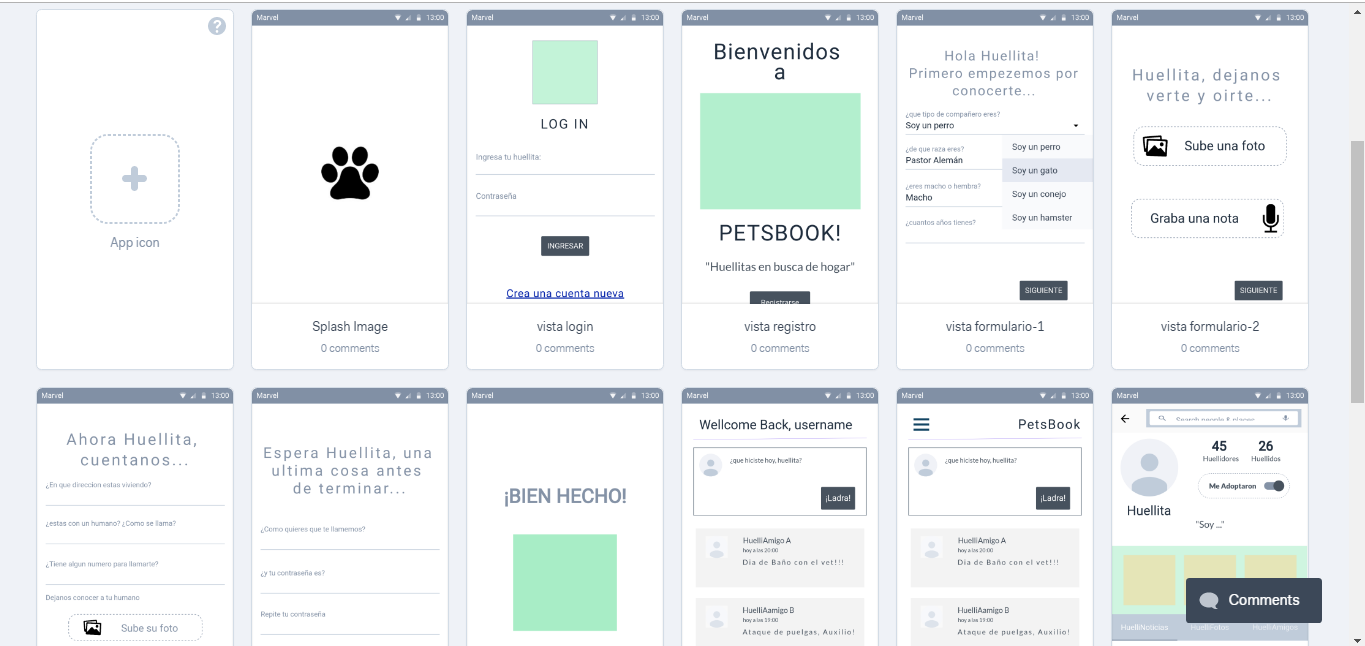 ?
App icon
Marvel 13:00
Splash Image
0 comments
Marvel 13:00
LOG IN
Ingresa tu huellita:
Contraseña
INGRESAR
Crea una cuenta nueva
vista login
0 comments
Marvel 13:00
Bienvenidos
a
PETSBOOK!
"Huellitas en busca de hogar"
Registrarse
vista registro
0 comments
Marvel 13:00
Hola Huellita!
Primero empezemos por
conocerte...
¿que tipo de compañero eres?
Soy un perro
¿de que raza eres?
Pastor Alemán
¿eres macho o hembra?
Macho
¿cuantos años tienes?
Soy un perro
Soy un gato
Soy un conejo
Soy un hamster
SIGUIENTE
vista formulario-1
0 comments
Marvel 13:00
Huellita, dejanos
verte y oirte...
Sube una foto
Graba una nota
SIGUIENTE
vista formulario-2
0 comments
Marvel 13:00
Ahora Huellita,
cuentanos...
¿En que direccion estas viviendo?
¿estas con un humano? ¿Como se llama?
¿Tiene algun numero para llamarte?
Dejanos conocer a tu humano
Sube su foto
Marvel 13:00
Espera Huellita, una
ultima cosa antes
de terminar...
¿Como quieres que te llamemos?
¿y tu contraseña es?
Repite tu contraseña
Marvel 13:00
¡BIEN HECHO!
Marvel 13:00
Wellcome Back, username
¿que hiciste hoy, huellita?
¡Ladra!
HuelliAmigo A
hoy a las 20:00
Dia de Baño con el vet!!!
HuelliAamigo B
hoy a las 19:00
Ataque de puelgas, Auxilio!
Marvel 13:00
PetsBook
¿que hiciste hoy, huellita?
¡Ladra!
HuelliAmigo A
hoy a las 20:00
Dia de Baño con el vet!!!
HuelliAamigo B
hoy a las 19:00
Ataque de puelgas, Auxilio!
Marvel 13:00
Search people & places
45 26
Huellidores Huellidos
Me Adoptaron
Huellita
"Soy ..."
Comments
HuelliNoticias HuelliFotos HuelliAmigos